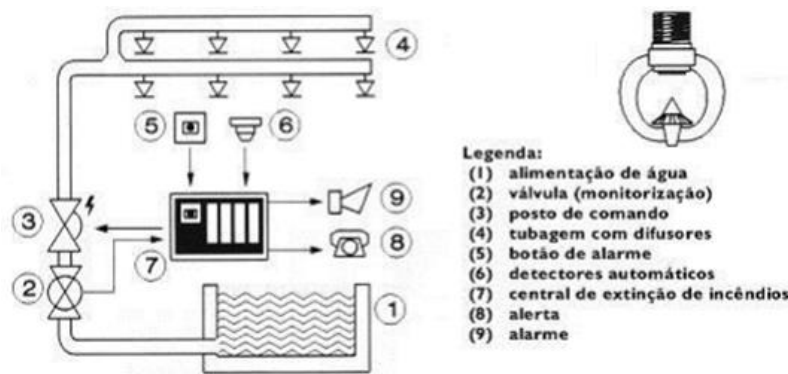 4
5
6
Legenda:
(1) alimentação de água
(2) válvula (monitorização)
(3) posto de comando
(4) tubagem com difusores
(5) botão de alarme
(6) detectores automáticos
(7) central de extinção de incêndios
(8) alerta
(9) alarme
9
3
8
7
2
1